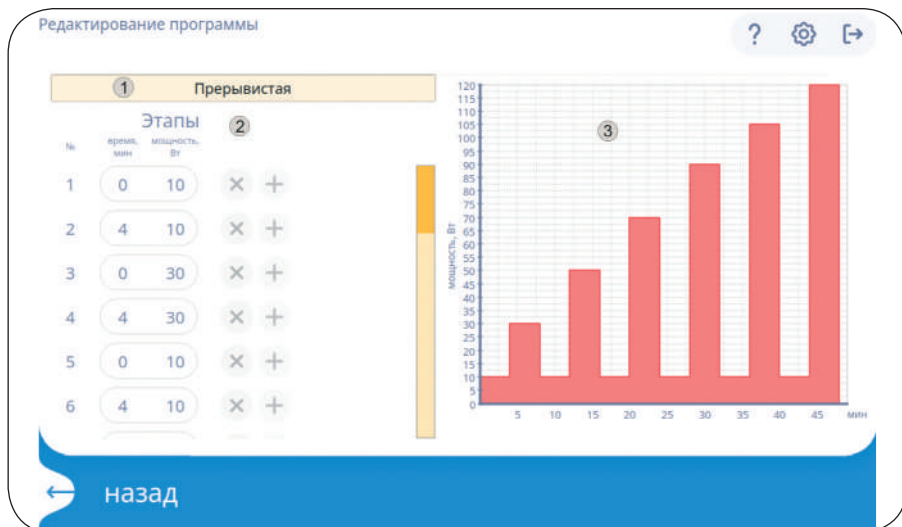 Редактирование программы
?
1 Прерывистая
Этапы 2
№ время, мин мощность, Вт
1 0 10 × +
2 4 10 × +
3 0 30 × +
4 4 30 × +
5 0 10 × +
6 4 10 × +
3
мощность, Вт
120
115
110
105
100
95
90
85
80
75
70
65
60
55
50
45
40
35
30
25
20
15
10
5
0
5 10 15 20 25 30 35 40 45 мин
← назад